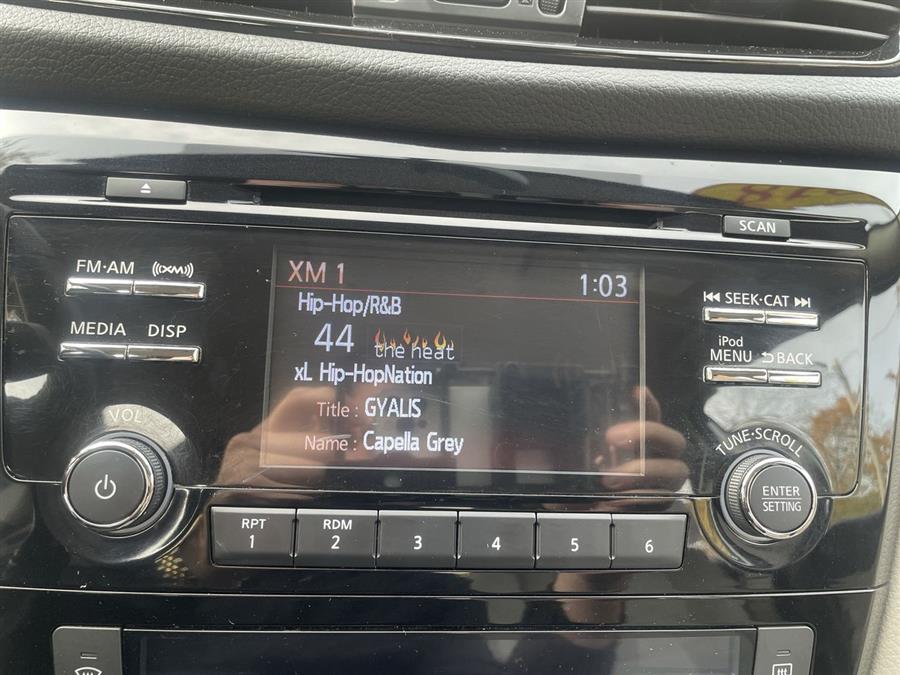 SCAN
FM·AM ((XM))
MEDIA DISP
VOL
XM 1 1:03
Hip-Hop/R&B
44 the heat
xL Hip-HopNation
Title : GYALIS
Name : Capella Grey
SEEK·CAT
iPod
MENU BACK
TUNE·SCROLL
ENTER
SETTING
RPT
1
RDM
2
3
4
5
6